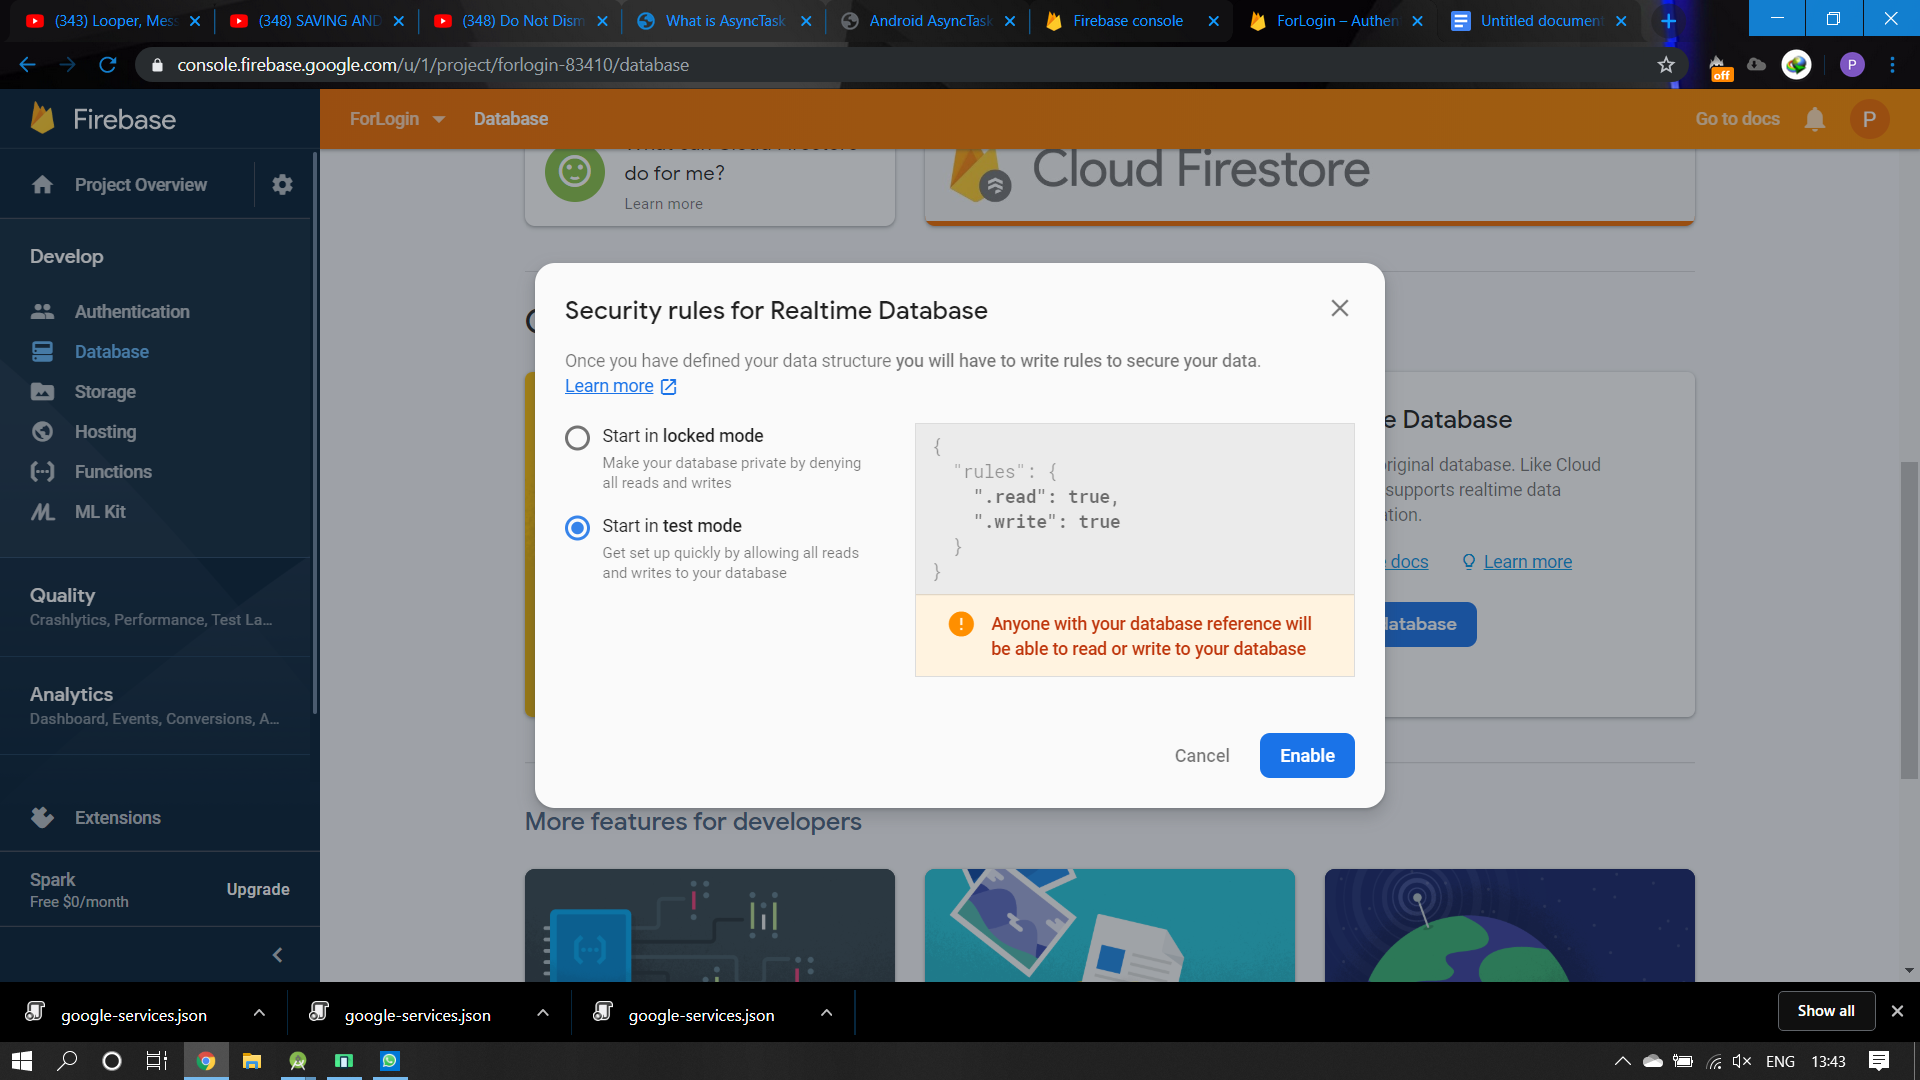 (343) Looper, Mes
(348) SAVING AND
(348) Do Not Dism
What is AsyncTask
Android AsyncTask
Firebase console
ForLogin – Authen
Untitled document
console.firebase.google.com/u/1/project/forlogin-83410/database
off
P
Firebase
ForLogin
Database
Go to docs
P
Project Overview
Develop
Authentication
Database
Storage
Hosting
Functions
ML Kit
Quality
Crashlytics, Performance, Test La...
Analytics
Dashboard, Events, Conversions, A...
Extensions
Spark
Free $0/month
Upgrade
do for me?
Learn more
Cloud Firestore
Security rules for Realtime Database
Once you have defined your data structure you will have to write rules to secure your data.
Learn more
Start in locked mode
Make your database private by denying
all reads and writes
Start in test mode
Get set up quickly by allowing all reads
and writes to your database
{
"rules": {
".read": true,
".write": true
}
}
Anyone with your database reference will
be able to read or write to your database
Cancel
Enable
e Database
riginal database. Like Cloud
supports realtime data
ation.
docs
Learn more
database
More features for developers
google-services.json
google-services.json
google-services.json
Show all
ENG
13:43